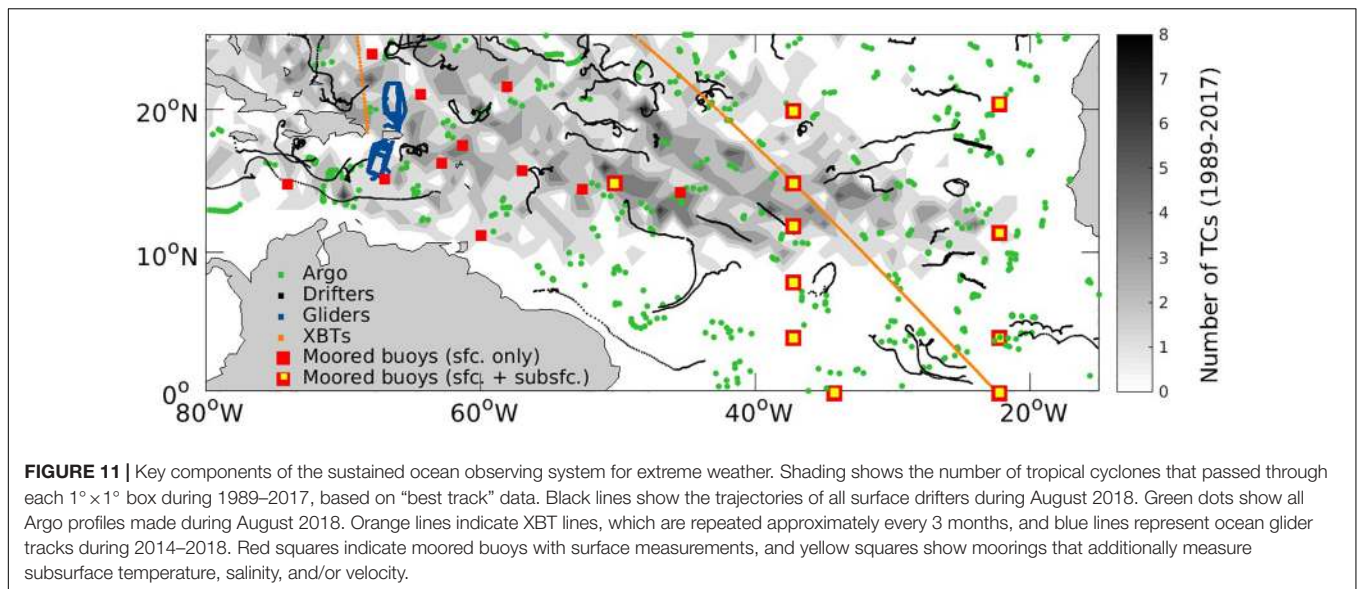 20°N
10°N
0°
80°W
60°W
40°W
20°W
Argo
Drifters
Gliders
XBTs
Moored buoys (sfc. only)
Moored buoys (sfc. + subsfc.)
8
7
6
5
4
3
2
1
0
Number of TCs (1989-2017)
FIGURE 11 | Key components of the sustained ocean observing system for extreme weather. Shading shows the number of tropical cyclones that passed through
each 1° × 1° box during 1989–2017, based on “best track” data. Black lines show the trajectories of all surface drifters during August 2018. Green dots show all
Argo profiles made during August 2018. Orange lines indicate XBT lines, which are repeated approximately every 3 months, and blue lines represent ocean glider
tracks during 2014–2018. Red squares indicate moored buoys with surface measurements, and yellow squares show moorings that additionally measure
subsurface temperature, salinity, and/or velocity.